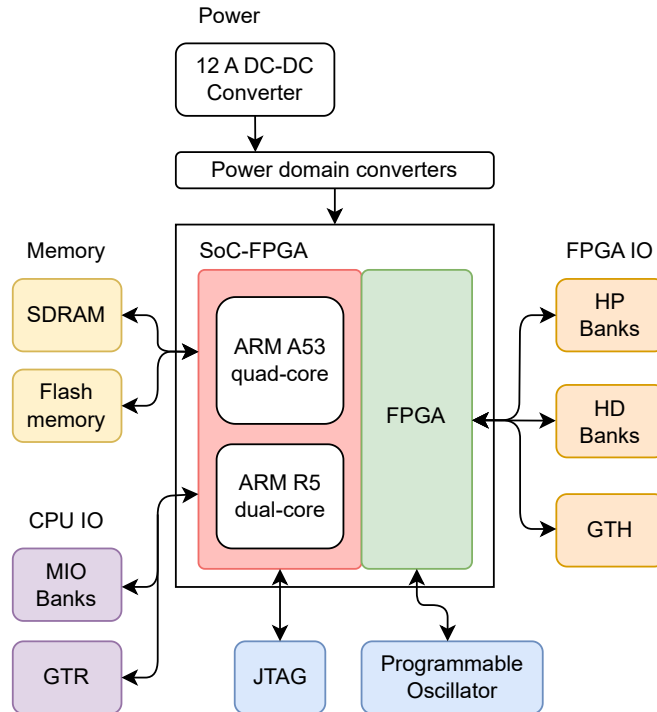 Power
12 A DC-DC
Converter
Power domain converters
Memory
SoC-FPGA
FPGA IO
SDRAM
Flash
memory
ARM A53
quad-core
FPGA
HP
Banks
HD
Banks
ARM R5
dual-core
CPU IO
MIO
Banks
GTH
GTR
JTAG
Programmable
Oscillator